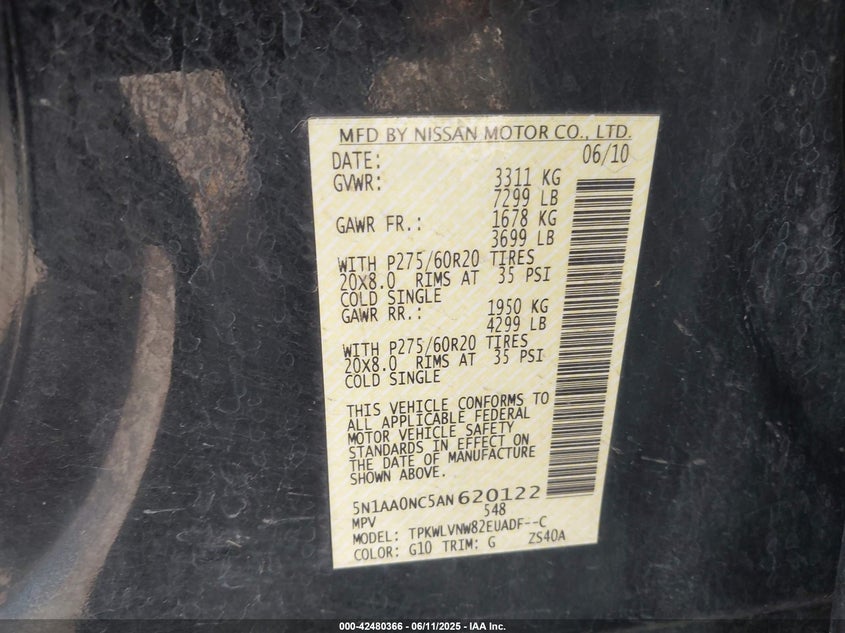 MFD BY NISSAN MOTOR CO., LTD.
DATE: 06/10
GVWR: 3311 KG
7299 LB
GAWR FR.: 1678 KG
3699 LB
WITH P275/60R20 TIRES
20X8.0 RIMS AT 35 PSI
COLD SINGLE
GAWR RR.: 1950 KG
4299 LB
WITH P275/60R20 TIRES
20X8.0 RIMS AT 35 PSI
COLD SINGLE
THIS VEHICLE CONFORMS TO
ALL APPLICABLE FEDERAL
MOTOR VEHICLE SAFETY
STANDARDS IN EFFECT ON
THE DATE OF MANUFACTURE
SHOWN ABOVE.
5N1AA0NC5AN620122
MPV 548
MODEL: TPKWLVNW82EUADF--C
COLOR: G10 TRIM: G ZS40A
000-42480366 - 06/11/2025 - IAA Inc.